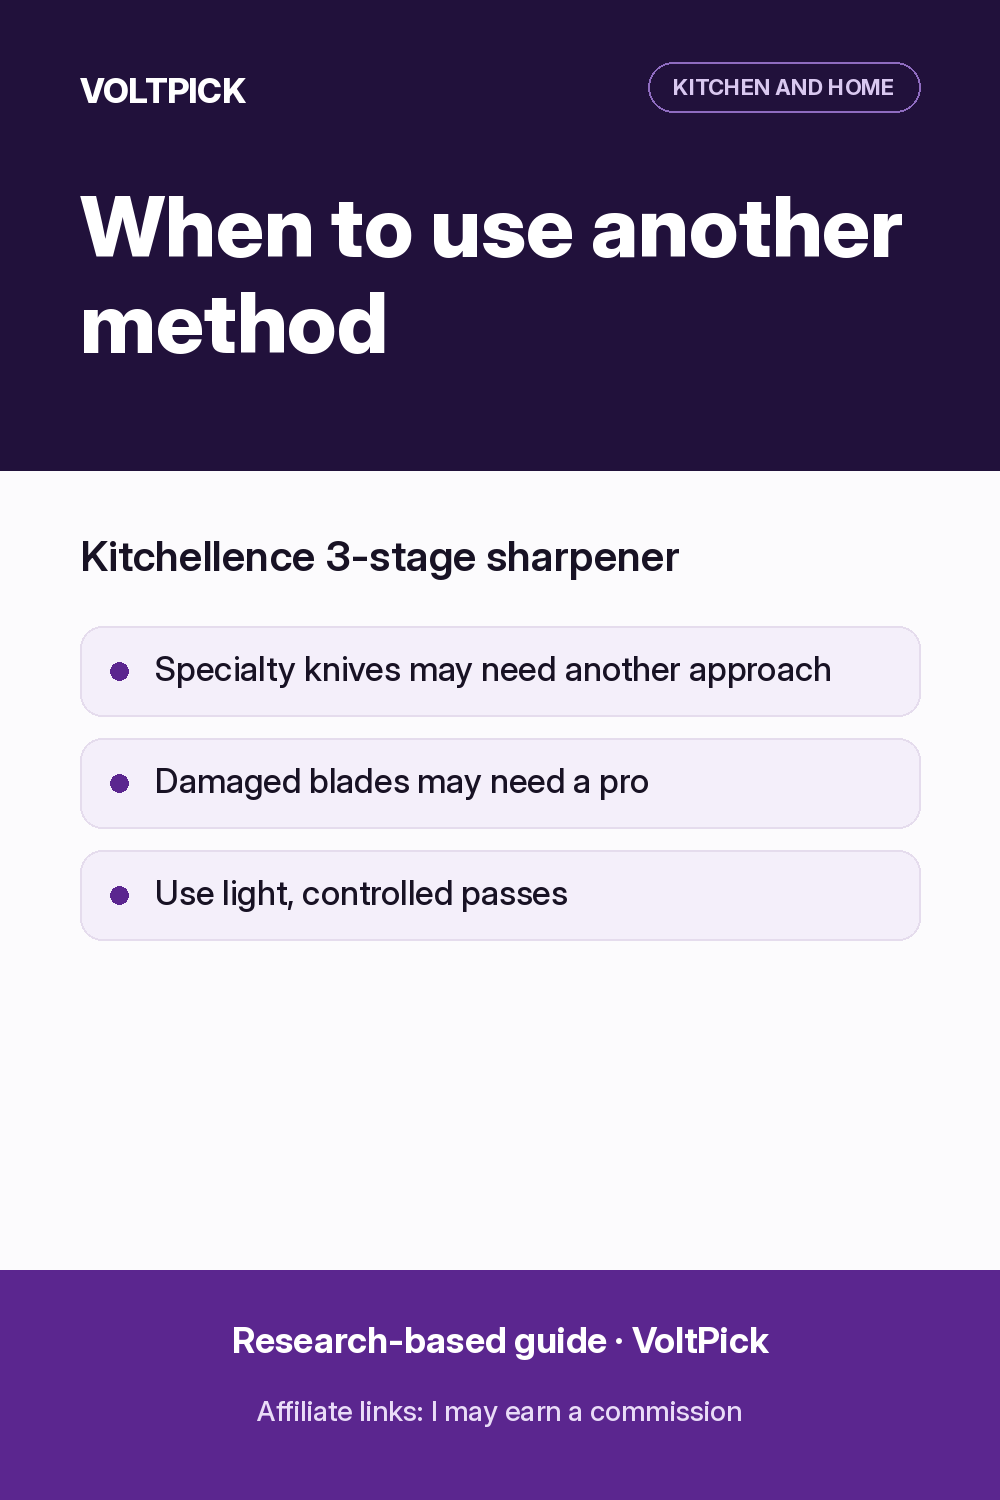 VOLTPICK
KITCHEN AND HOME
When to use another
method
Kitchellence 3-stage sharpener
Specialty knives may need another approach
Damaged blades may need a pro
Use light, controlled passes
Research-based guide · VoltPick
Affiliate links: I may earn a commission